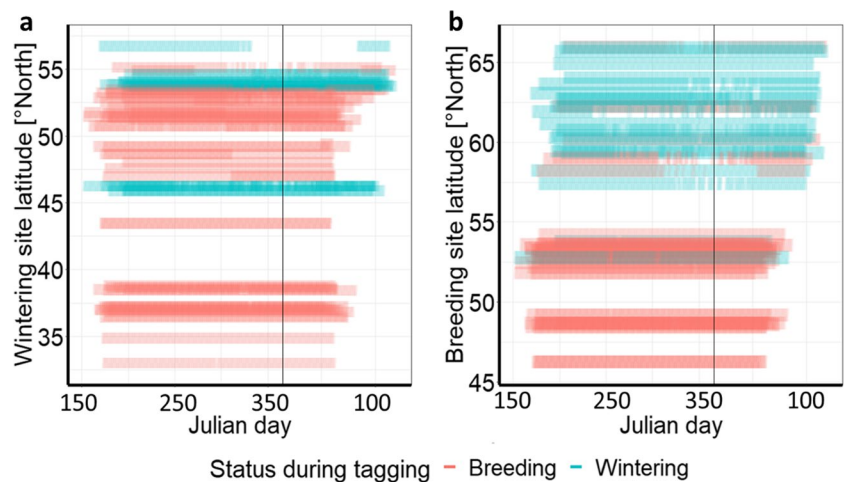 a
Wintering site latitude [°North]
55
50
45
40
35
150 250 350 100
Julian day
b
Breeding site latitude [°North]
65
60
55
50
45
150 250 350 100
Julian day
Status during tagging Breeding Wintering